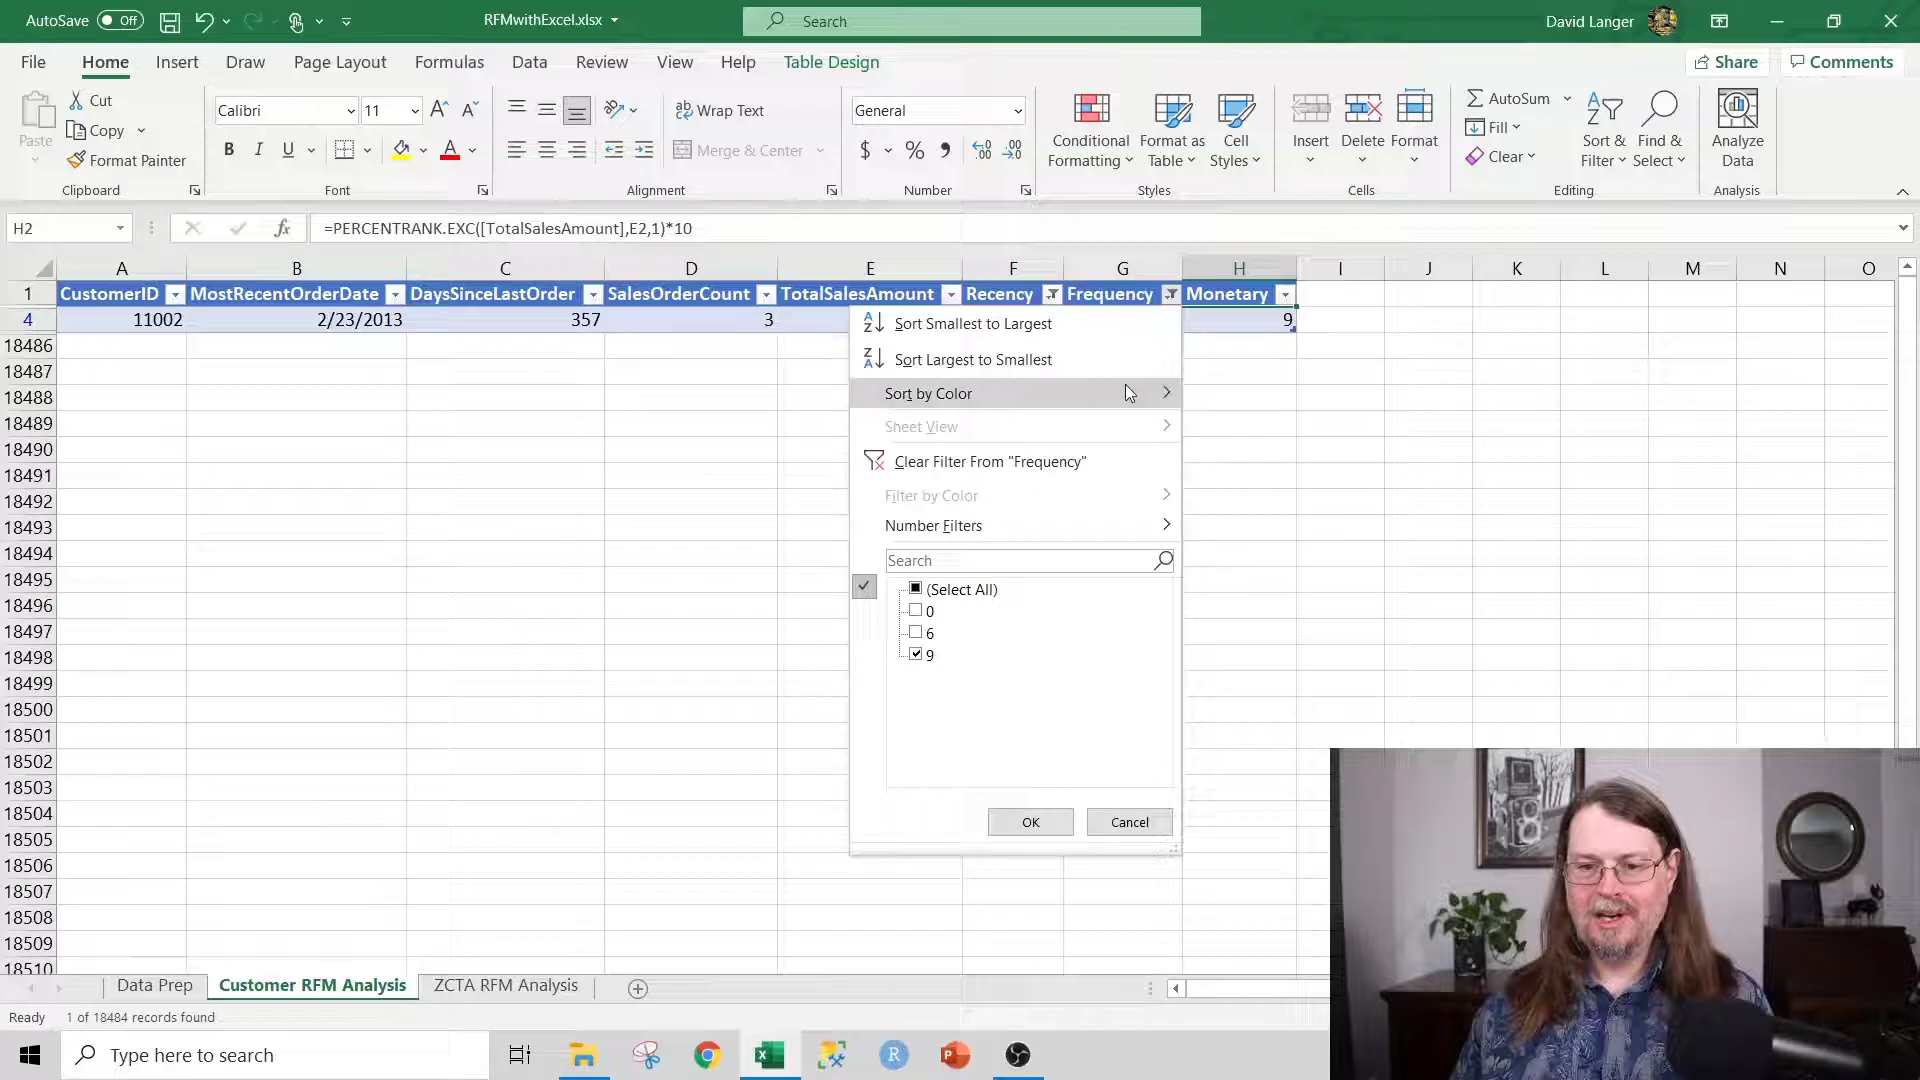 AutoSave Off RFMwithExcel.xlsx Search David Langer
File Home Insert Draw Page Layout Formulas Data Review View Help Table Design Share Comments
Paste Cut Copy Format Painter
Calibri 11
B I U A
Wrap Text
Merge & Center
General
$ % 9
Conditional Formatting
Format as Table
Cell Styles
Insert Delete Format
AutoSum
Fill
Clear
Sort & Filter
Find & Select
Analyze Data
Clipboard Font Alignment Number Styles Cells Editing Analysis
H2 fx =PERCENTRANK.EXC([TotalSalesAmount],E2,1)*10
A B C D E F G H I J K L M N O
1 CustomerID MostRecentOrderDate DaysSinceLastOrder SalesOrderCount TotalSalesAmount Recency Frequency Monetary
4 11002 2/23/2013 357 3 9
18486
18487
18488
18489
18490
18491
18492
18493
18494
18495
18496
18497
18498
18499
18500
18501
18502
18503
18504
18505
18506
18507
18508
18509
18510
Sort Smallest to Largest
Sort Largest to Smallest
Sort by Color
Sheet View
Clear Filter From "Frequency"
Filter by Color
Number Filters
Search
(Select All)
0
6
9
OK Cancel
Data Prep Customer RFM Analysis ZCTA RFM Analysis
Ready 1 of 18484 records found
Type here to search